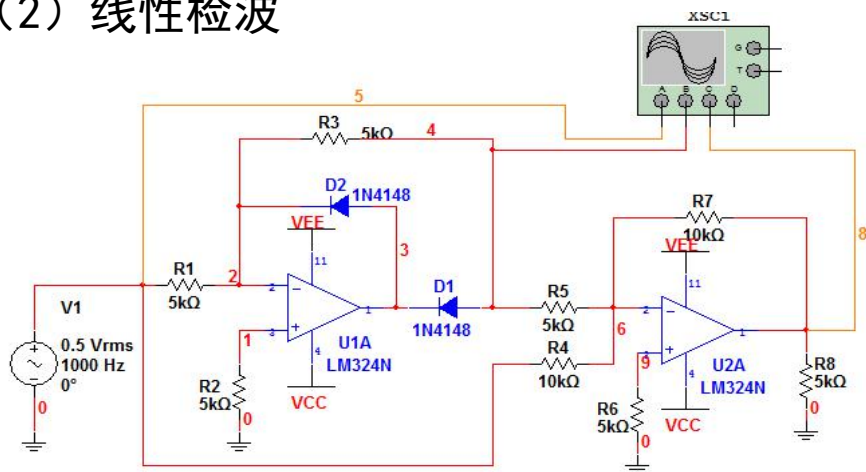 (2)线性检波
XSC1
G
T
A B C D
5
R3
5kΩ
4
D2
1N4148
VEE
3
11
R1
5kΩ
2
2
1
D1
1N4148
3
1
U1A
LM324N
4
VCC
R2
5kΩ
0
V1
0.5 Vrms
1000 Hz
0°
0
R5
5kΩ
6
R4
10kΩ
R7
10kΩ
VEE
11
8
2
1
3
9
U2A
LM324N
4
VCC
R6
5kΩ
0
R8
5kΩ
0